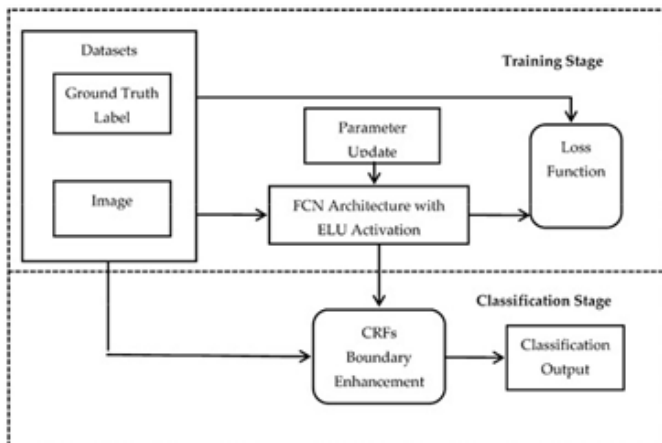 Datasets
Training Stage
Ground Truth
Label
Parameter
Update
Loss
Function
Image
FCN Architecture with
ELU Activation
Classification Stage
CRFs
Boundary
Enhancement
Classification
Output